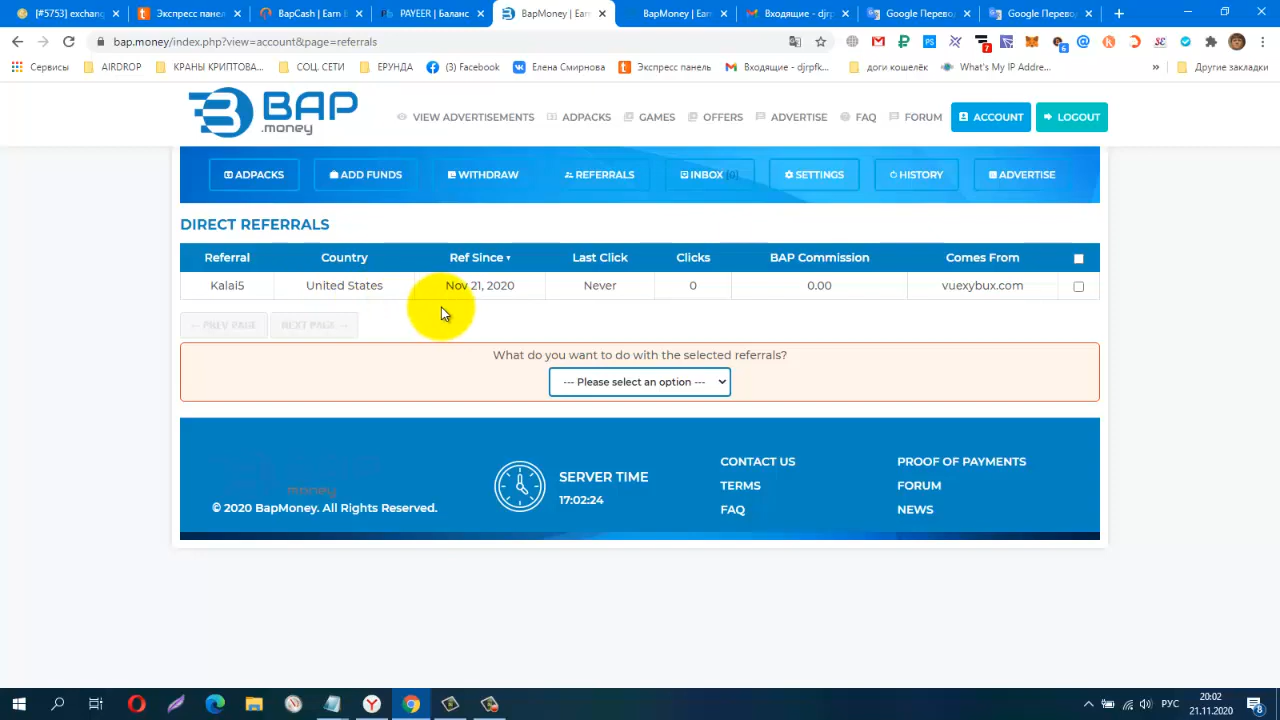 [#5753] exchan
Экспресс панел
BapCash | Earn E
PAYEER | Баланс
BapMoney | Earn
BapMoney | Earn
Входящие - djrp
Google Перевод
Google Перевод
bap.money/index.php?view=account&page=referrals
7
6
Сервисы
AIRDROP
КРАНЫ КРИПТОВА...
СОЦ. СЕТИ
ЕРУНДА
(3) Facebook
Елена Смирнова
Экспресс панель
Входящие - djrpfk...
доги кошелёк
What's My IP Addre...
»
Другие закладки
BAP
.money
VIEW ADVERTISEMENTS
ADPACKS
GAMES
OFFERS
ADVERTISE
FAQ
FORUM
ACCOUNT
LOGOUT
ADPACKS
ADD FUNDS
WITHDRAW
REFERRALS
INBOX (0)
SETTINGS
HISTORY
ADVERTISE
DIRECT REFERRALS
Referral Country Ref Since Last Click Clicks BAP Commission Comes From
Kalai5 United States Nov 21, 2020 Never 0 0.00 vuexybux.com
← PREV PAGE NEXT PAGE →
What do you want to do with the selected referrals?
--- Please select an option ---
money
© 2020 BapMoney. All Rights Reserved.
SERVER TIME
17:02:24
CONTACT US
TERMS
FAQ
PROOF OF PAYMENTS
FORUM
NEWS
РУС
20:02
21.11.2020
8